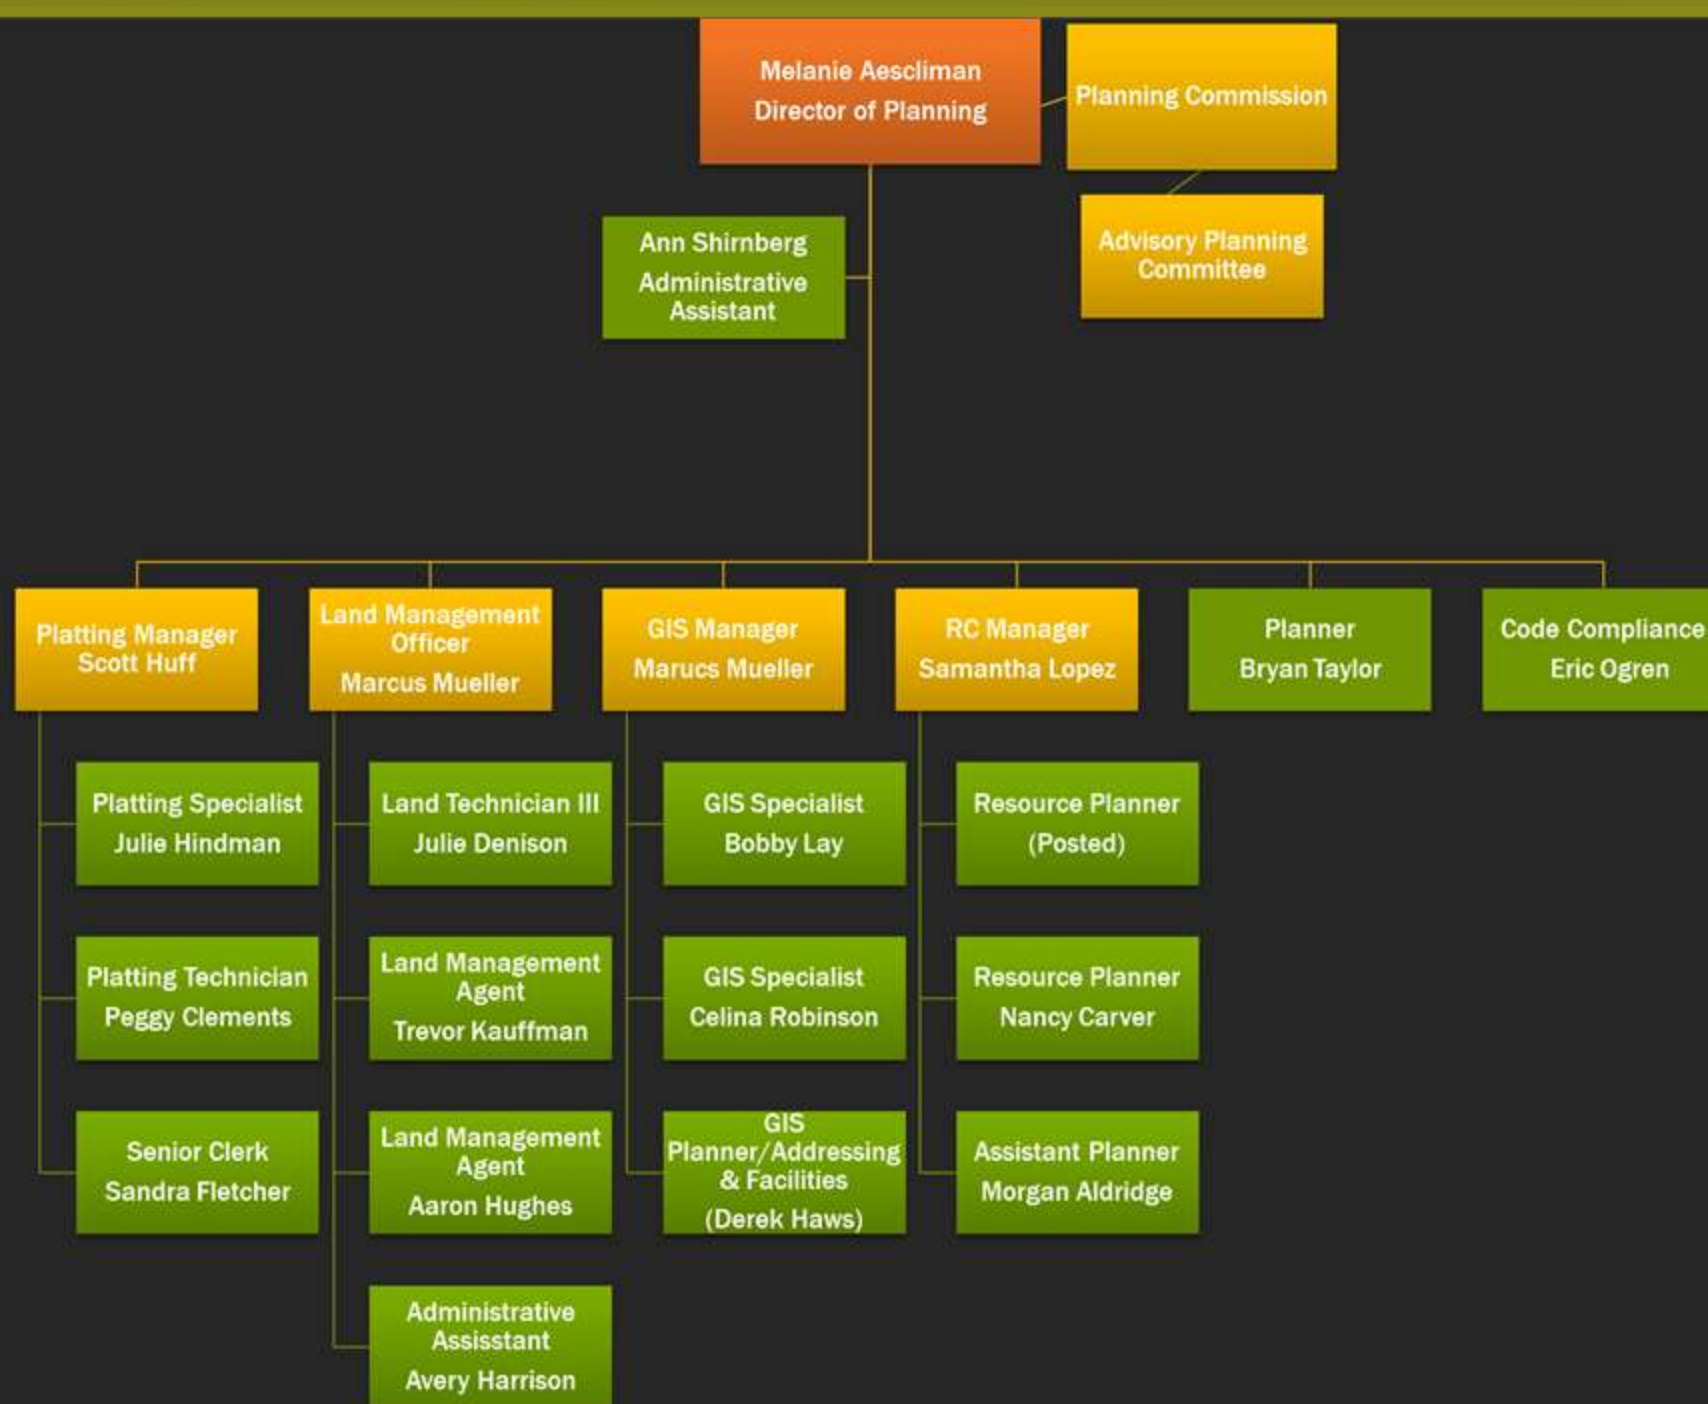 Melanie Aescliman
Director of Planning
Planning Commission
Advisory Planning
Committee
Ann Shirnberg
Administrative
Assistant
Platting Manager
Scott Huff
Land Management
Officer
Marcus Mueller
GIS Manager
Marucs Mueller
RC Manager
Samantha Lopez
Planner
Bryan Taylor
Code Compliance
Eric Ogren
Platting Specialist
Julie Hindman
Land Technician III
Julie Denison
GIS Specialist
Bobby Lay
Resource Planner
(Posted)
Platting Technician
Peggy Clements
Land Management
Agent
Trevor Kauffman
GIS Specialist
Celina Robinson
Resource Planner
Nancy Carver
Senior Clerk
Sandra Fletcher
Land Management
Agent
Aaron Hughes
GIS
Planner/Addressing
& Facilities
(Derek Haws)
Assistant Planner
Morgan Aldridge
Administrative
Assisstant
Avery Harrison